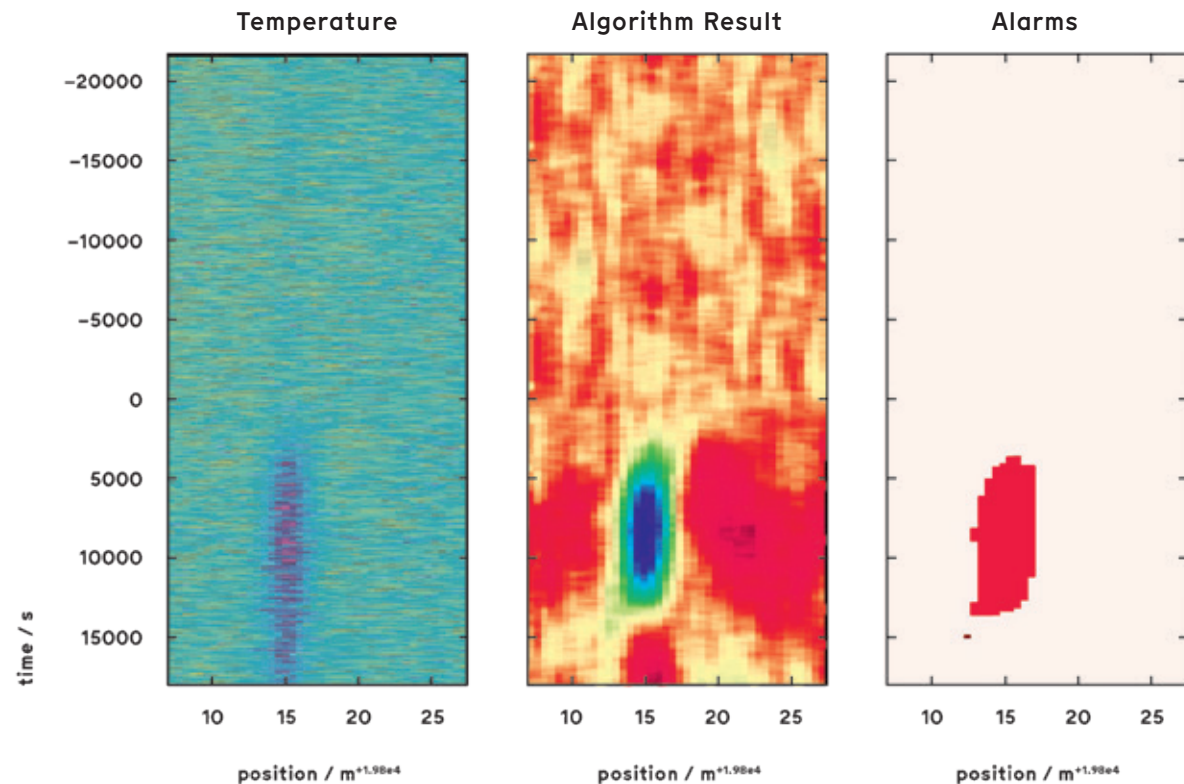 Temperature Algorithm Result Alarms
−20000
−15000
−10000
−5000
0
5000
10000
15000
time / s
10 15 20 25 10 15 20 25 10 15 20 25
position / m+1.98e4 position / m+1.98e4 position / m+1.98e4